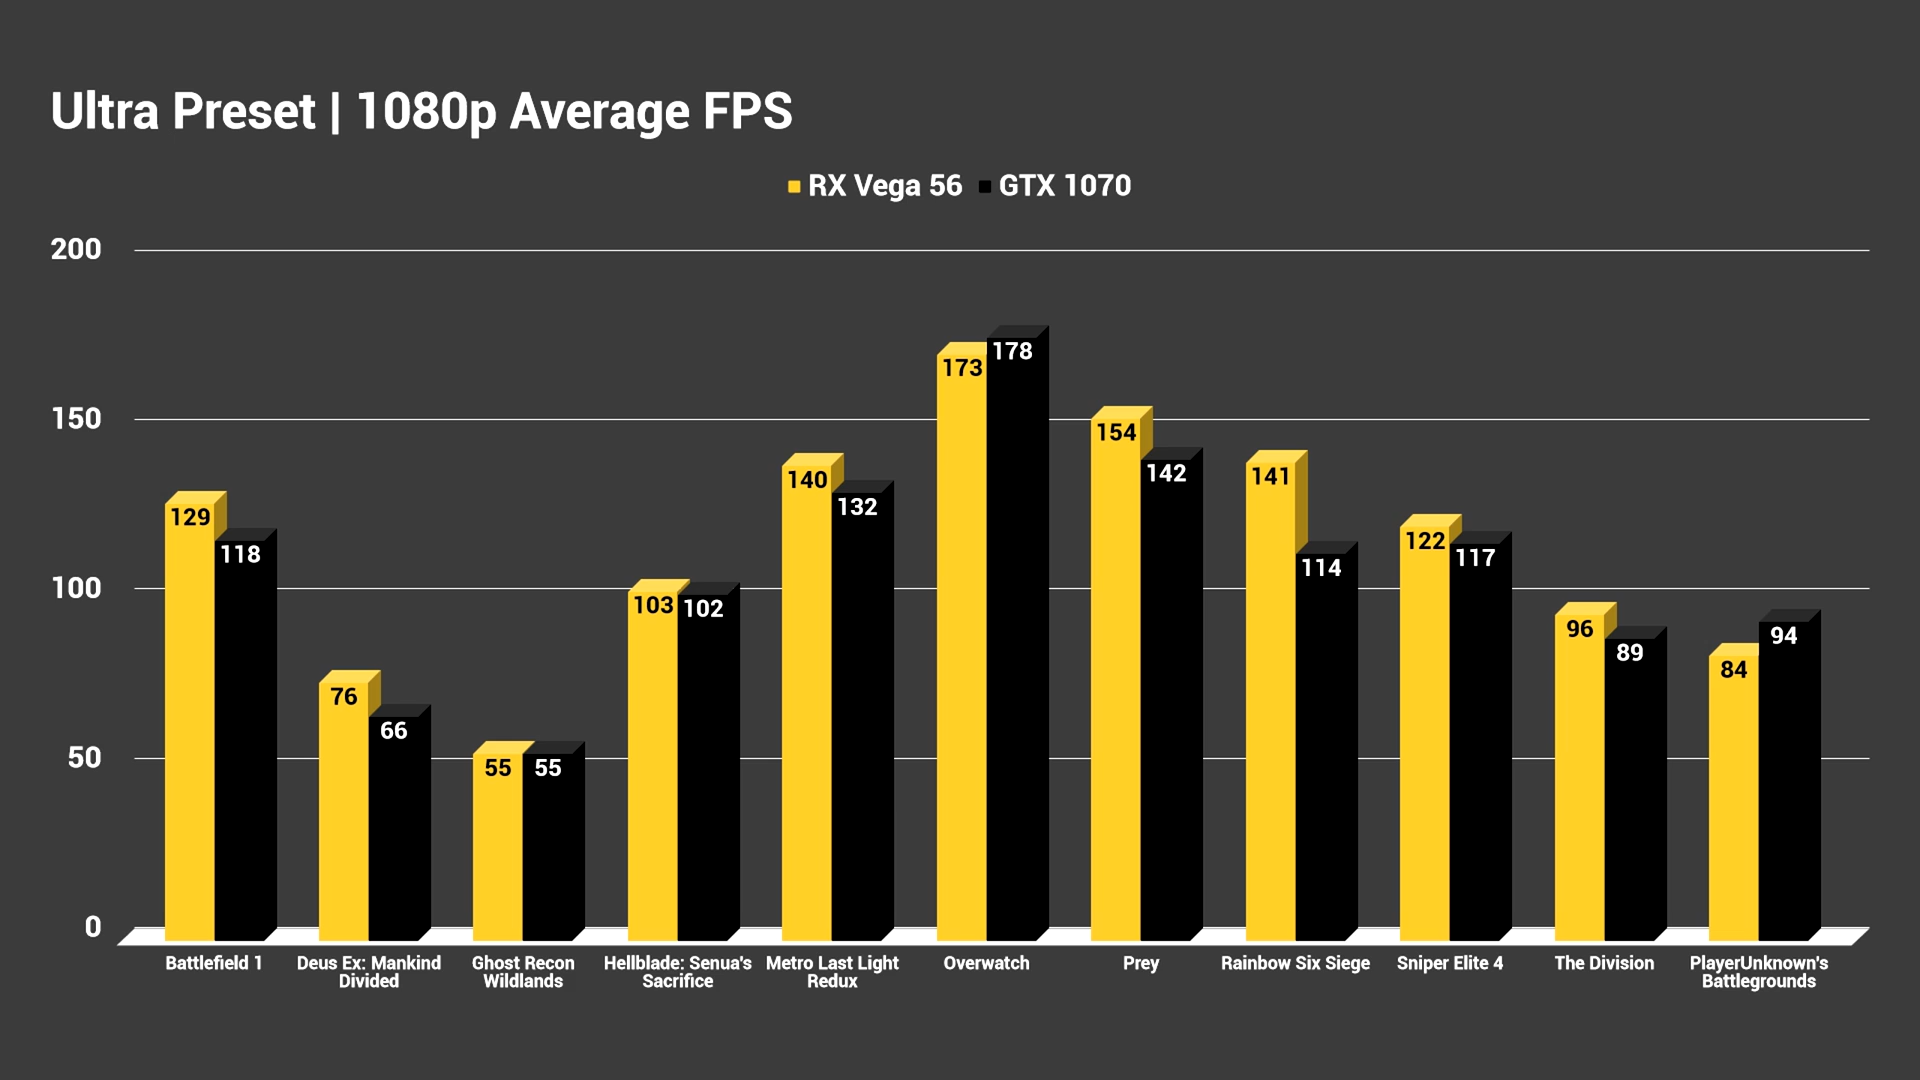 Ultra Preset | 1080p Average FPS
RX Vega 56 GTX 1070
200
150
100
50
0
129
118
76
66
55
55
103
102
140
132
173
178
154
142
141
114
122
117
96
89
84
94
Battlefield 1
Deus Ex: Mankind
Divided
Ghost Recon
Wildlands
Hellblade: Senua's
Sacrifice
Metro Last Light
Redux
Overwatch
Prey
Rainbow Six Siege
Sniper Elite 4
The Division
PlayerUnknown's
Battlegrounds